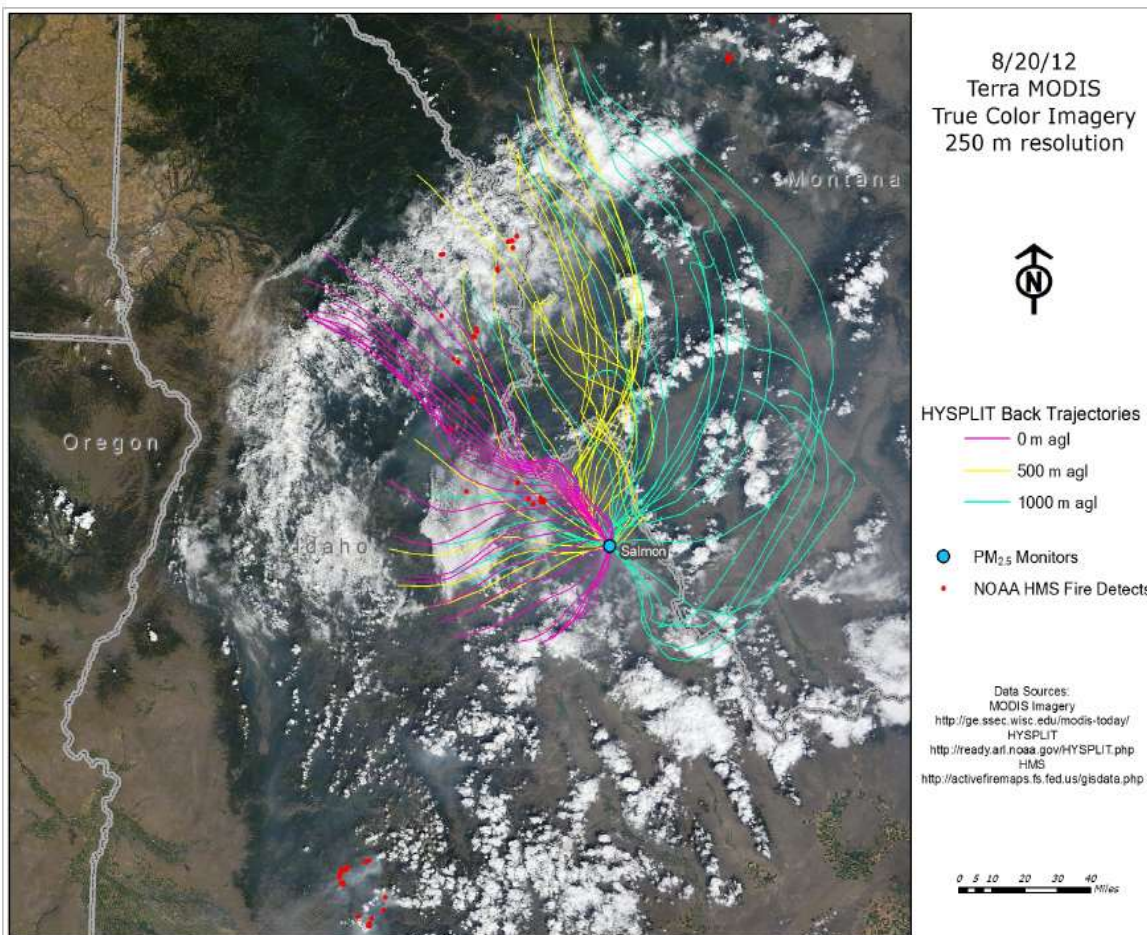 8/20/12
Terra MODIS
True Color Imagery
250 m resolution
Montana
N
HYSPLIT Back Trajectories
0 m agl
500 m agl
1000 m agl
Oregon
Idaho
Salmon
PM2.5 Monitors
NOAA HMS Fire Detects
Data Sources:
MODIS Imagery
http://ge.ssec.wisc.edu/modis-today/
HYSPLIT
http://ready.arl.noaa.gov/HYSPLIT.php
HMS
http://activefiremaps.fs.fed.us/gisdata.php
0 5 10 20 30 40
Miles